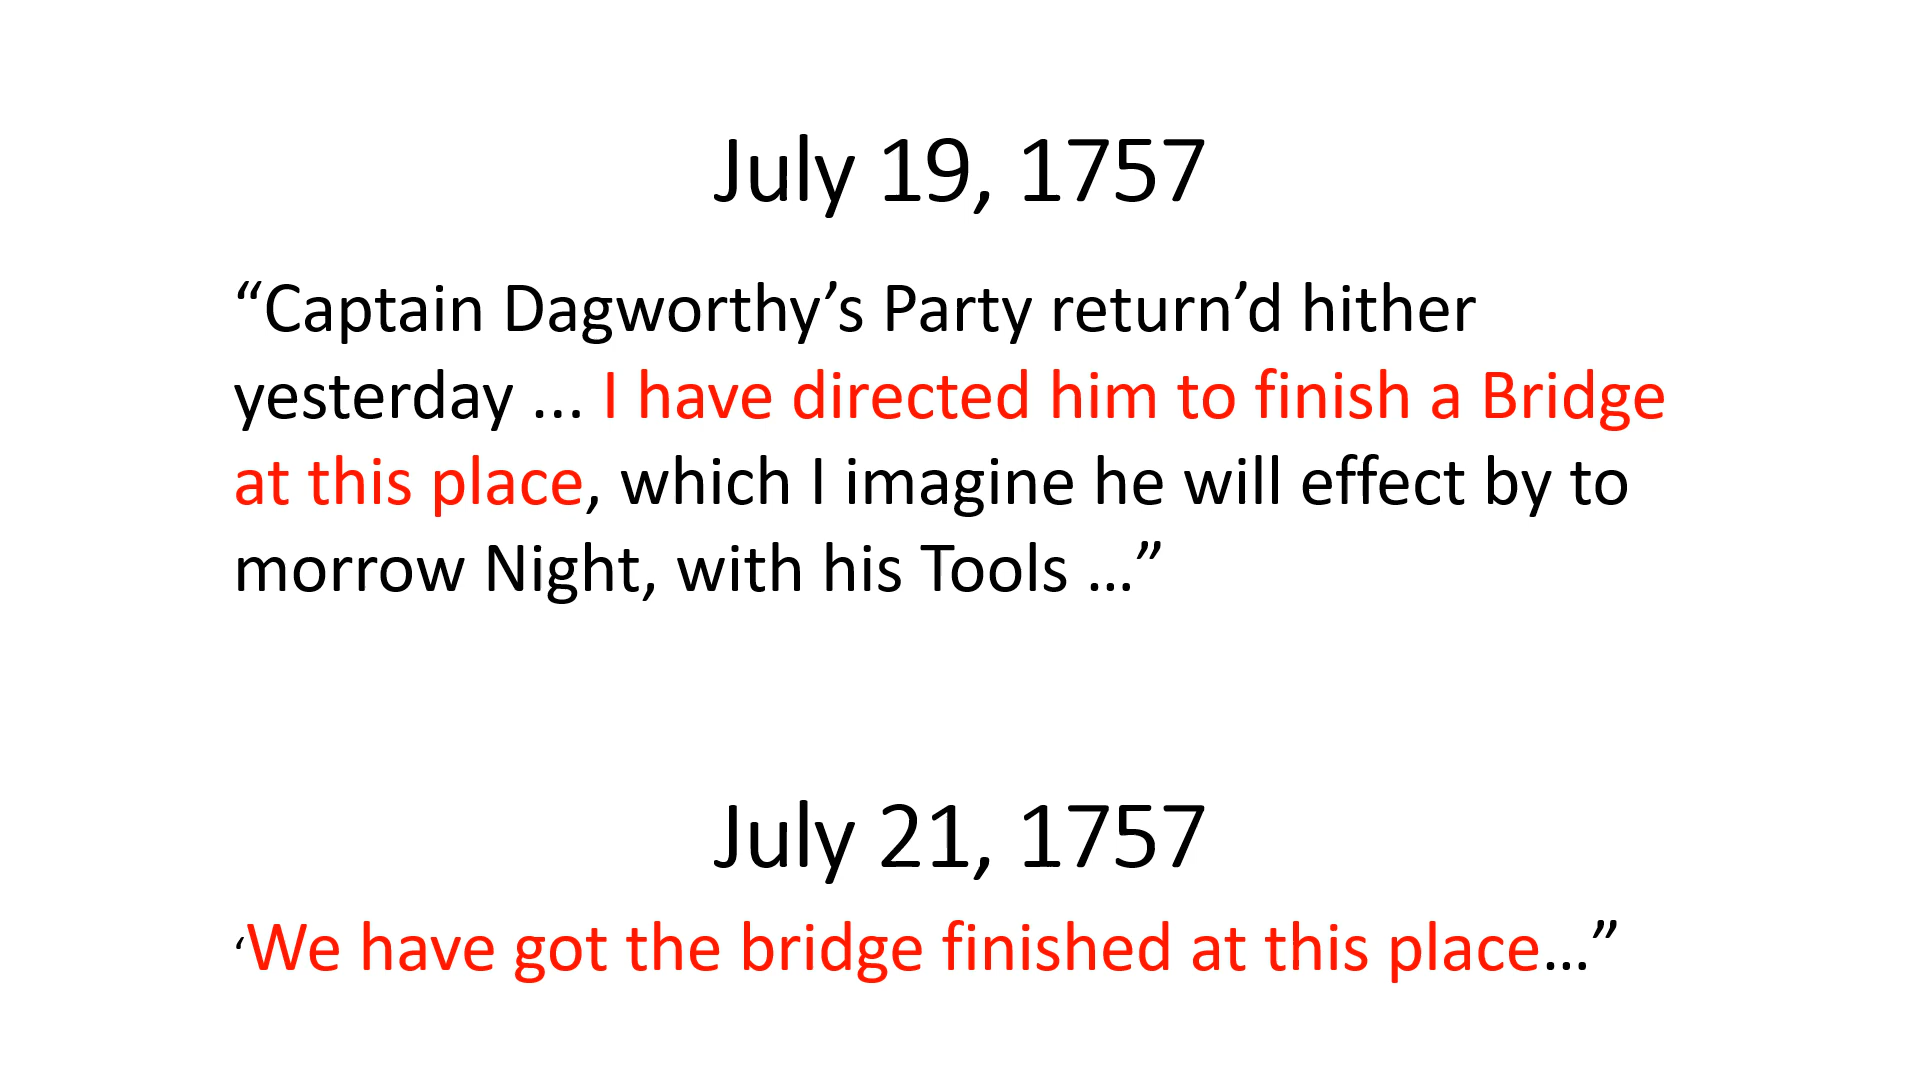 July 19, 1757
“Captain Dagworthy’s Party return’d hither
yesterday ... I have directed him to finish a Bridge
at this place, which I imagine he will effect by to
morrow Night, with his Tools …”
July 21, 1757
‘We have got the bridge finished at this place…”